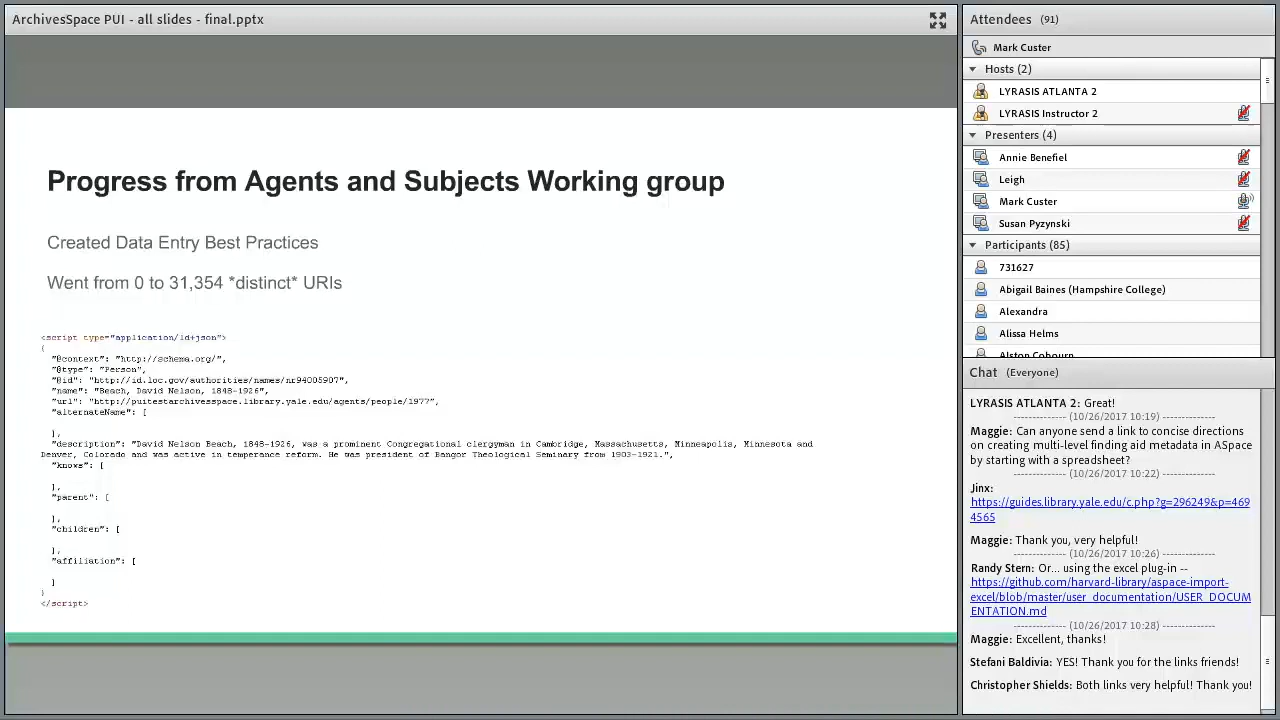 ArchivesSpace PUI - all slides - final.pptx
Progress from Agents and Subjects Working group
Created Data Entry Best Practices
Went from 0 to 31,354 *distinct* URIs
<script type="application/ld+json">
{
"@context": "http://schema.org/",
"@type": "Person",
"@id": "http://id.loc.gov/authorities/names/nr94005907",
"name": "Beach, David Nelson, 1848-1926",
"url": "http://puitestarchivesspace.library.yale.edu/agents/people/1977",
"alternateName": [
],
"description": "David Nelson Beach, 1848-1926, was a prominent Congregational clergyman in Cambridge, Massachusetts, Minneapolis, Minnesota and
Denver, Colorado and was active in temperance reform. He was president of Bangor Theological Seminary from 1903-1921.",
"knows": [
],
"parent": [
],
"children": [
],
"affiliation": [
]
}
</script>
Attendees (91)
Mark Custer
Hosts (2)
LYRASIS ATLANTA 2
LYRASIS Instructor 2
Presenters (4)
Annie Benefiel
Leigh
Mark Custer
Susan Pyzynski
Participants (85)
731627
Abigail Baines (Hampshire College)
Alexandra
Alissa Helms
Alston Cobourn
Chat (Everyone)
LYRASIS ATLANTA 2: Great!
-------------- (10/26/2017 10:19) --------------
Maggie: Can anyone send a link to concise directions
on creating multi-level finding aid metadata in ASpace
by starting with a spreadsheet?
-------------- (10/26/2017 10:22) --------------
Jinx:
https://guides.library.yale.edu/c.php?g=296249&p=469
4565
Maggie: Thank you, very helpful!
-------------- (10/26/2017 10:26) --------------
Randy Stern: Or... using the excel plug-in --
https://github.com/harvard-library/aspace-import-
excel/blob/master/user_documentation/USER_DOCUM
ENTATION.md
-------------- (10/26/2017 10:28) --------------
Maggie: Excellent, thanks!
Stefani Baldivia: YES! Thank you for the links friends!
Christopher Shields: Both links very helpful! Thank you!